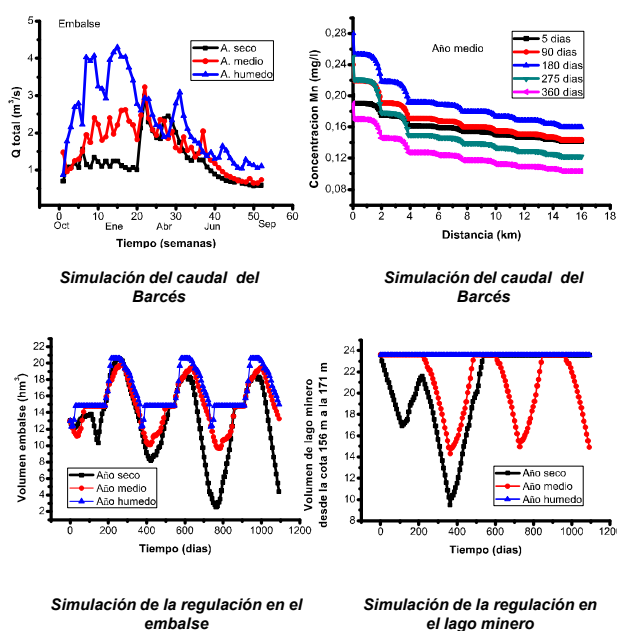 Embalse
A. seco
A. medio
A. humedo
Q total (m³/s)
5
4
3
2
1
0 10 20 30 40 50 60
Oct Ene Abr Jun Sep
Tiempo (semanas)
Simulación del caudal del
Barcés
Año medio
5 dias
90 dias
180 dias
275 dias
360 dias
Concentracion Mn (mg/l)
0,28
0,24
0,20
0,16
0,12
0,08
0 2 4 6 8 10 12 14 16
Distancia (km)
Simulación del caudal del
Barcés
Volumen embalse (hm³)
22
20
18
16
14
12
10
8
6
4
2
Año seco
Año medio
Año humedo
0 200 400 600 800 1000
Tiempo (dias)
Simulación de la regulación en el
embalse
Volumen de lago minero
desde la cota 156 m a la 171 m
26
24
22
20
18
16
14
12
10
8
Año seco
Año medio
Año humedo
0 200 400 600 800 1000 1200
Tiempo (días)
Simulación de la regulación en
el lago minero